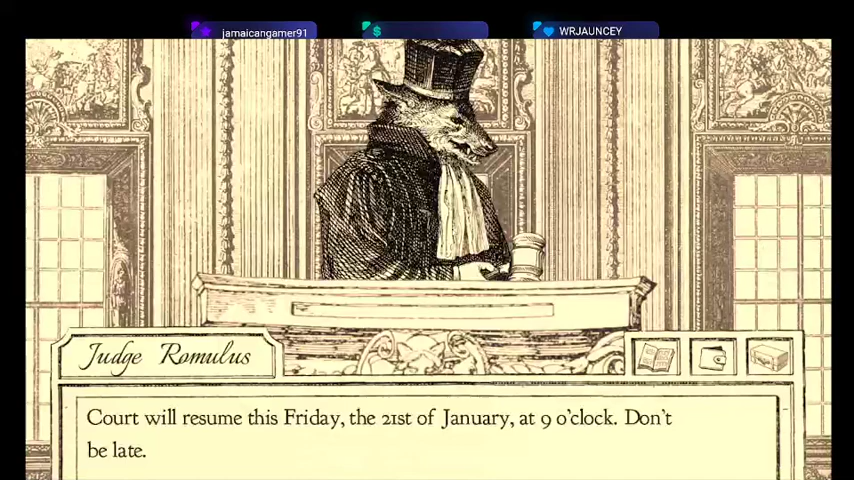 jamaicangamer91
$
WRJAUNCEY
Judge Romulus
Court will resume this Friday, the 21st of January, at 9 o'clock. Don't
be late.